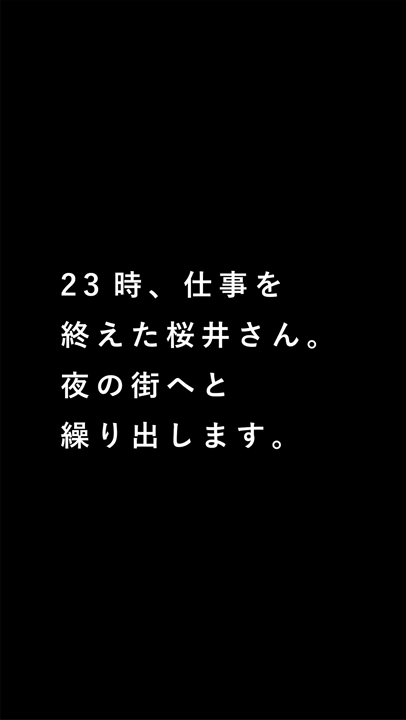 23時、仕事を
終えた桜井さん。
夜の街へと
繰り出します。